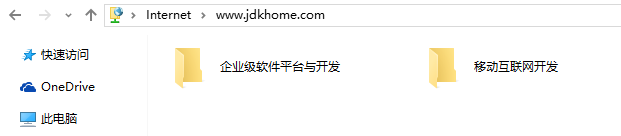 Internet www.jdkhome.com
快速访问
OneDrive
此电脑
企业级软件平台与开发
移动互联网开发